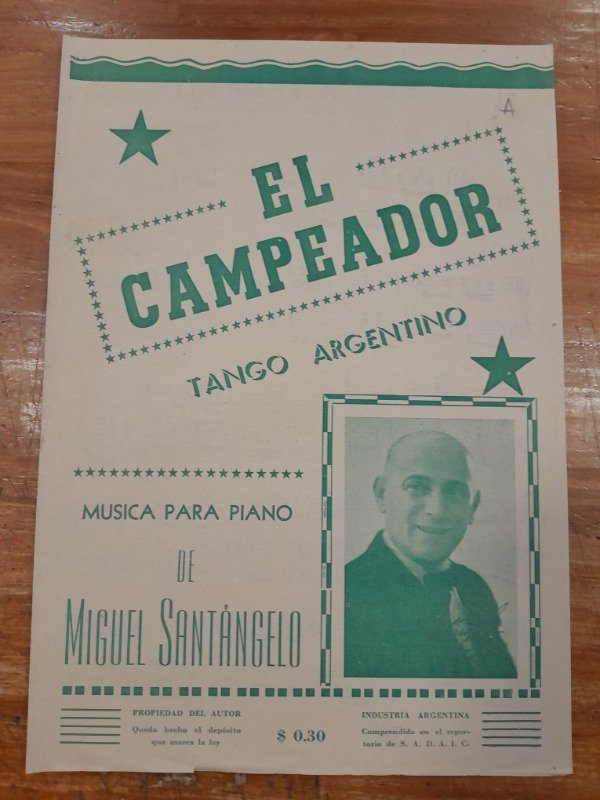 A
EL
CAMPEADOR
TANGO ARGENTINO
MUSICA PARA PIANO
DE
MIGUEL SANTÁNGELO
PROPIEDAD DEL AUTOR
Queda hecho el depósito
que marca la ley
$ 0.30
INDUSTRIA ARGENTINA
Comprendida en el reper-
torio de S. A. D. A. I. C.